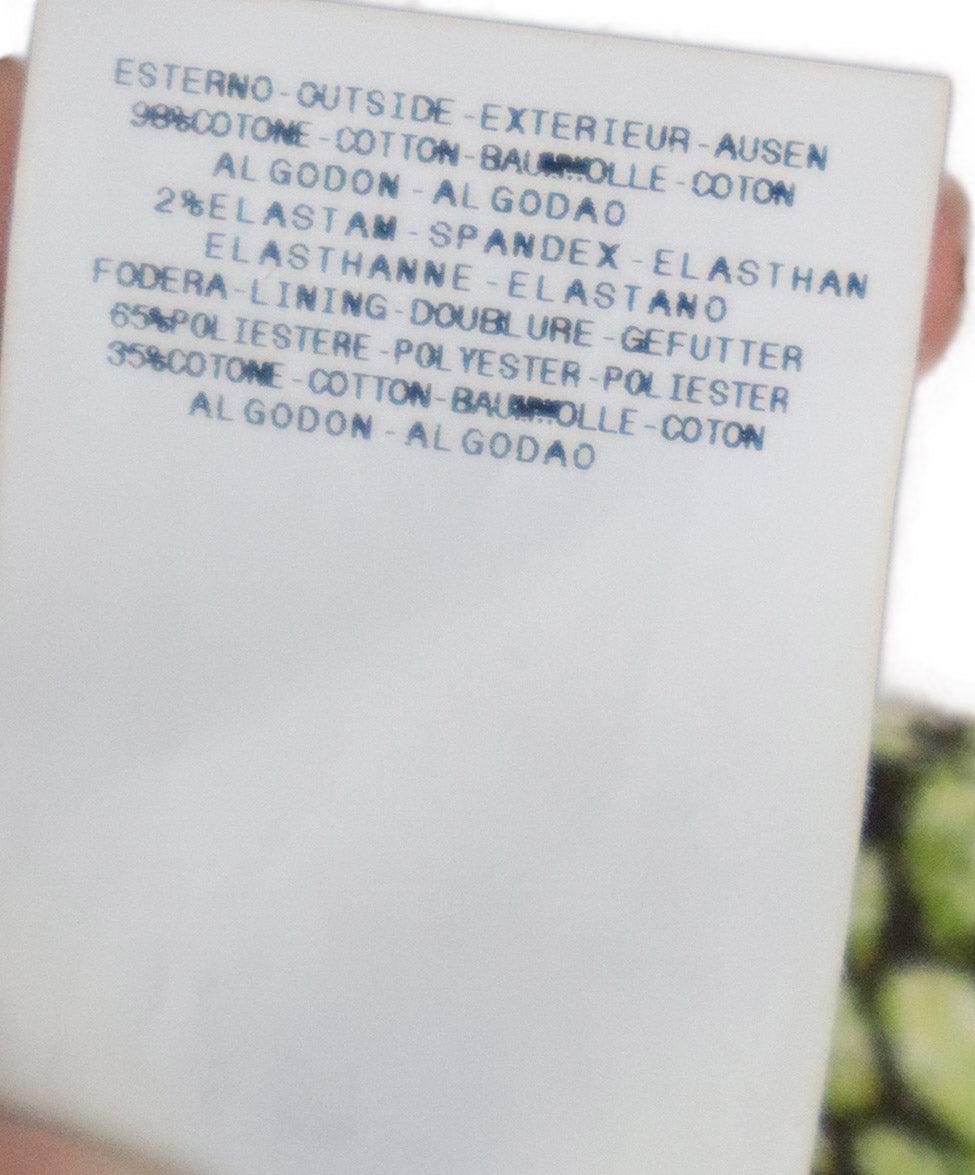 ESTERNO-OUTSIDE-EXTERIEUR-AUSEN
98%COTONE-COTTON-BAUMWOLLE-COTON
ALGODON-ALGODAO
2%ELASTAM-SPANDEX-ELASTHAN
ELASTHANNE-ELASTANO
FODERA-LINING-DOUBLURE-GEFUTTER
65%POLIESTERE-POLYESTER-POLIESTER
35%COTONE-COTTON-BAUMWOLLE-COTON
ALGODON-ALGODAO